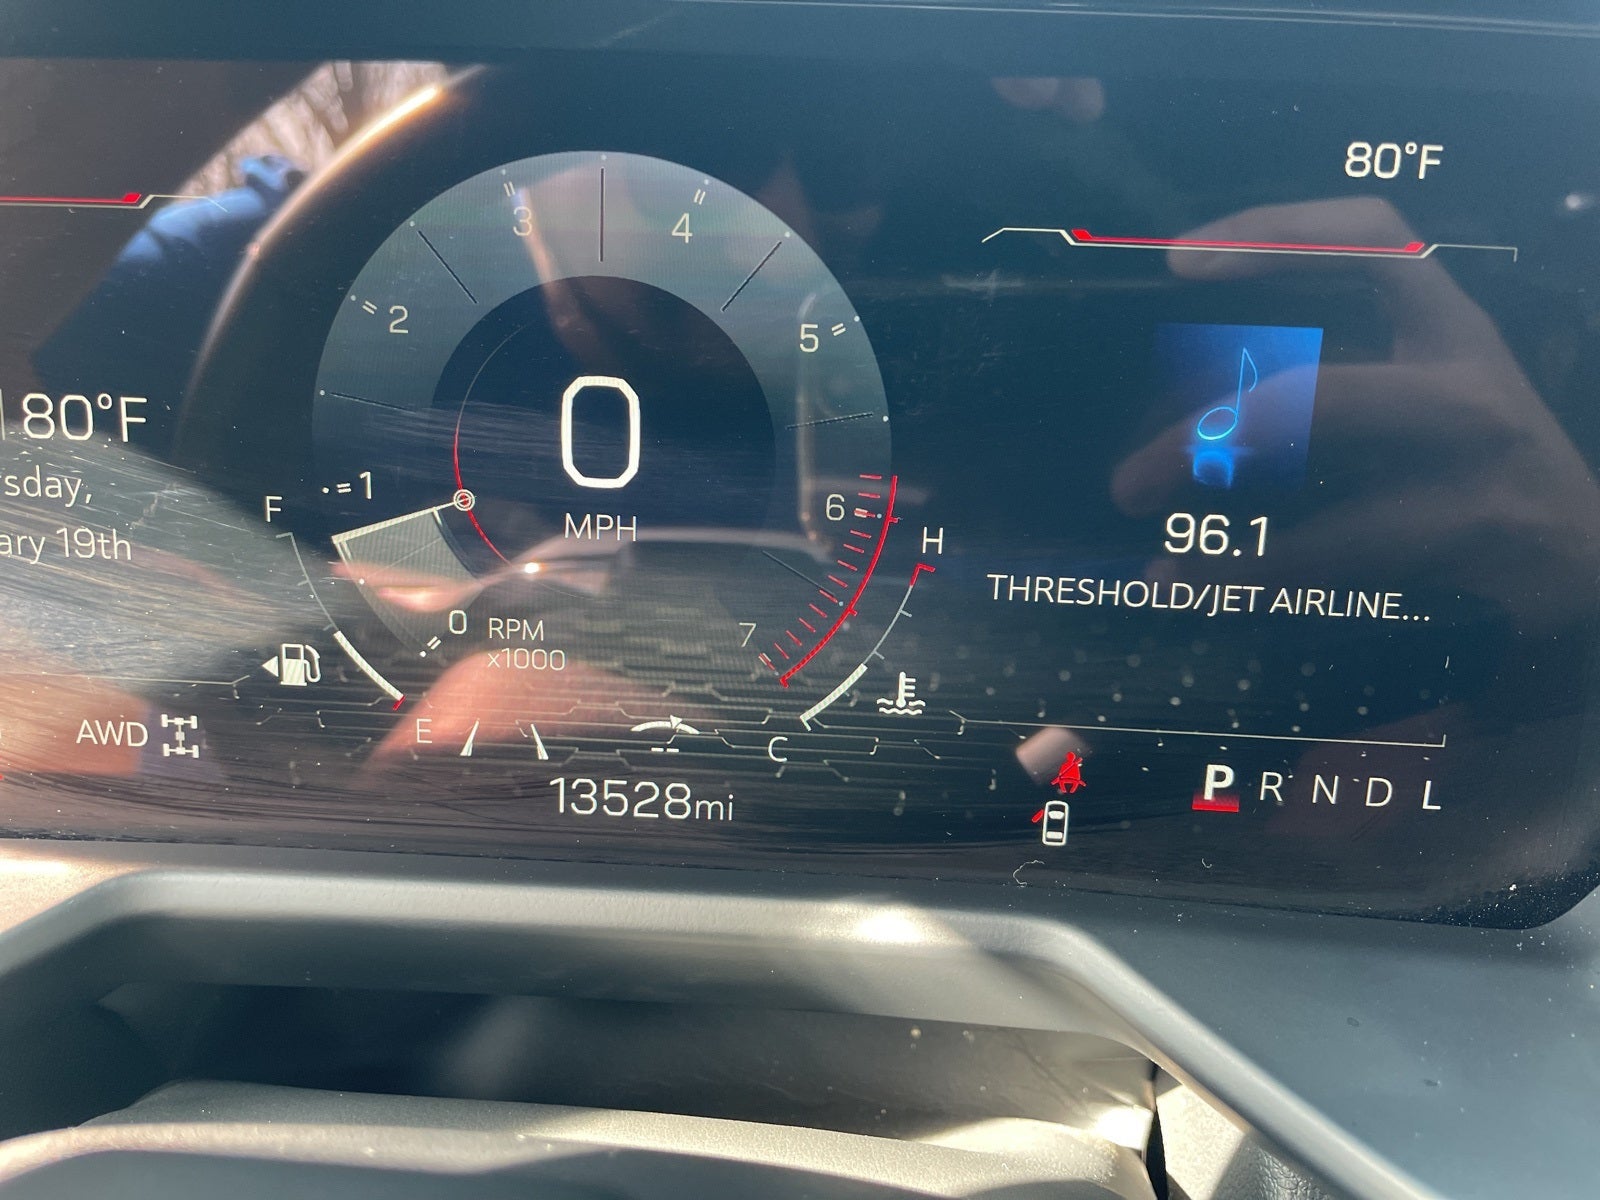 80°F
3
4
2
5
80°F
0
sday,
1
F
6
MPH
H
96.1
ary 19th
THRESHOLD/JET AIRLINE...
0
RPM
7
x1000
AWD
E
C
13528mi
P R N D L